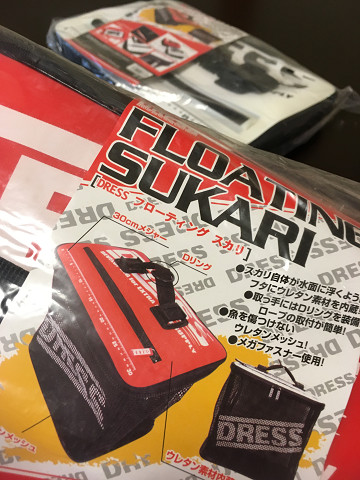 FLOATING
SUKARI
[DRESS フローティング スカリ]
30cmメジャー
Dリング
●スカリ自体が水面に浮くよう
フタにウレタン素材を内蔵
●取っ手にはDリングを装備
ロープの取付が簡単!
●魚を傷つけない
ウレタンメッシュ!
●メガファスナー使用!
DRESS
DRESS
ウレタン素材内
メッシュ